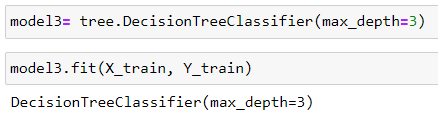 model3= tree.DecisionTreeClassifier(max_depth=3)
model3.fit(X_train, Y_train)
DecisionTreeClassifier(max_depth=3)